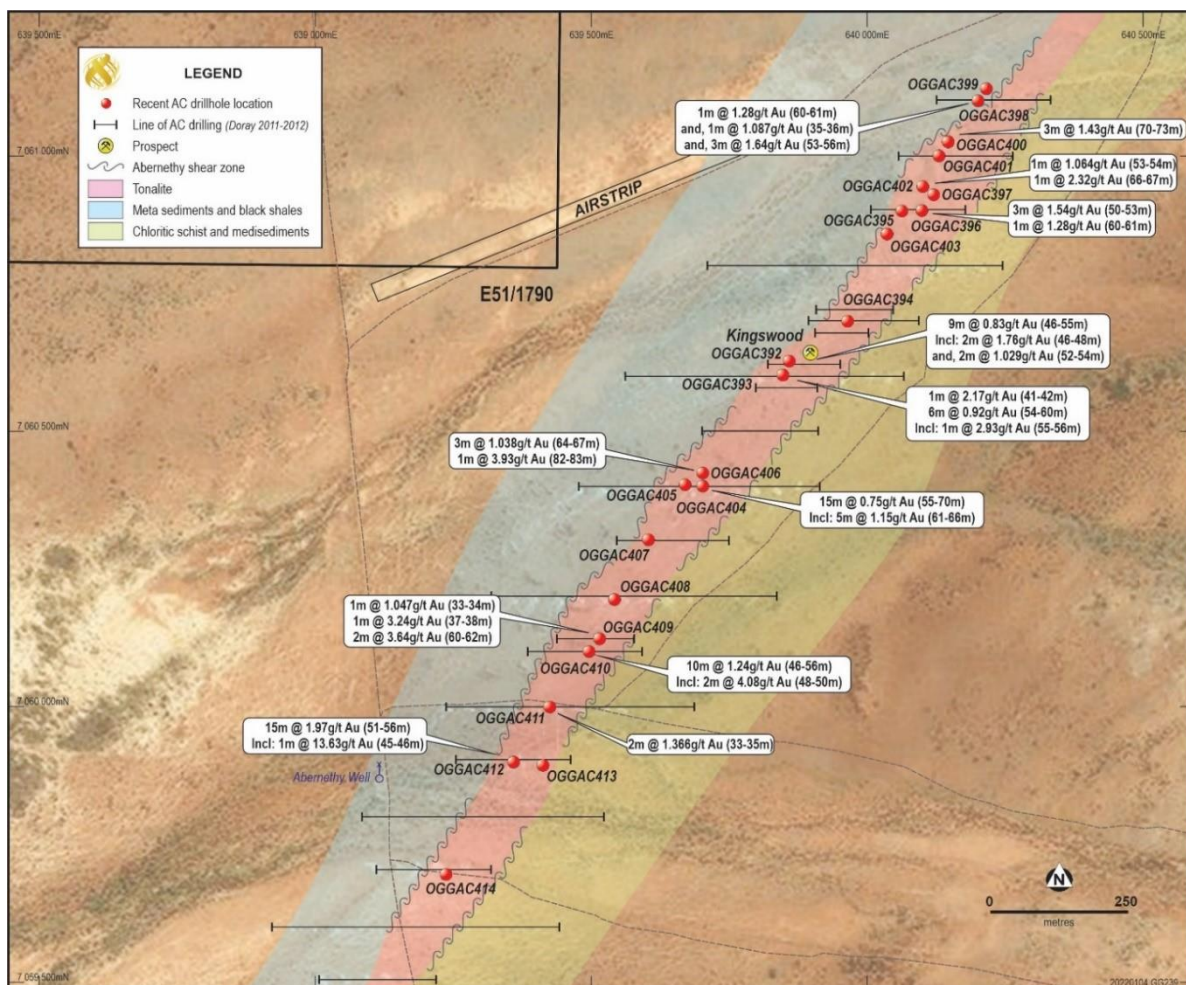 639 500mE
639 000mE
639 500mE
640 000mE
640 500mE
LEGEND
Recent AC drillhole location
Line of AC drilling (Doray 2011-2012)
Prospect
Abernethy shear zone
Tonalite
Meta sediments and black shales
Chloritic schist and medisediments
OGGAC399
1m @ 1.28g/t Au (60-61m)
and, 1m @ 1.087g/t Au (35-36m)
and, 3m @ 1.64g/t Au (53-56m)
OGGAC398
3m @ 1.43g/t Au (70-73m)
OGGAC400
7 061 000mN
OGGAC401
1m @ 1.064g/t Au (53-54m)
1m @ 2.32g/t Au (66-67m)
OGGAC402
OGGAC397
AIRSTRIP
3m @ 1.54g/t Au (50-53m)
1m @ 1.28g/t Au (60-61m)
OGGAC395
OGGAC396
OGGAC403
E51/1790
OGGAC394
Kingswood
9m @ 0.83g/t Au (46-55m)
Incl: 2m @ 1.76g/t Au (46-48m)
and, 2m @ 1.029g/t Au (52-54m)
OGGAC392
OGGAC393
1m @ 2.17g/t Au (41-42m)
6m @ 0.92g/t Au (54-60m)
Incl: 1m @ 2.93g/t Au (55-56m)
7 060 500mN
3m @ 1.038g/t Au (64-67m)
1m @ 3.93g/t Au (82-83m)
OGGAC406
OGGAC405
OGGAC404
15m @ 0.75g/t Au (55-70m)
Incl: 5m @ 1.15g/t Au (61-66m)
OGGAC407
OGGAC408
1m @ 1.047g/t Au (33-34m)
1m @ 3.24g/t Au (37-38m)
2m @ 3.64g/t Au (60-62m)
OGGAC409
OGGAC410
10m @ 1.24g/t Au (46-56m)
Incl: 2m @ 4.08g/t Au (48-50m)
7 060 000mN
OGGAC411
15m @ 1.97g/t Au (51-56m)
Incl: 1m @ 13.63g/t Au (45-46m)
2m @ 1.366g/t Au (33-35m)
OGGAC412
OGGAC413
Abernethy Well
OGGAC414
N
0
250
metres
7 059 500mN
20220104 GG239